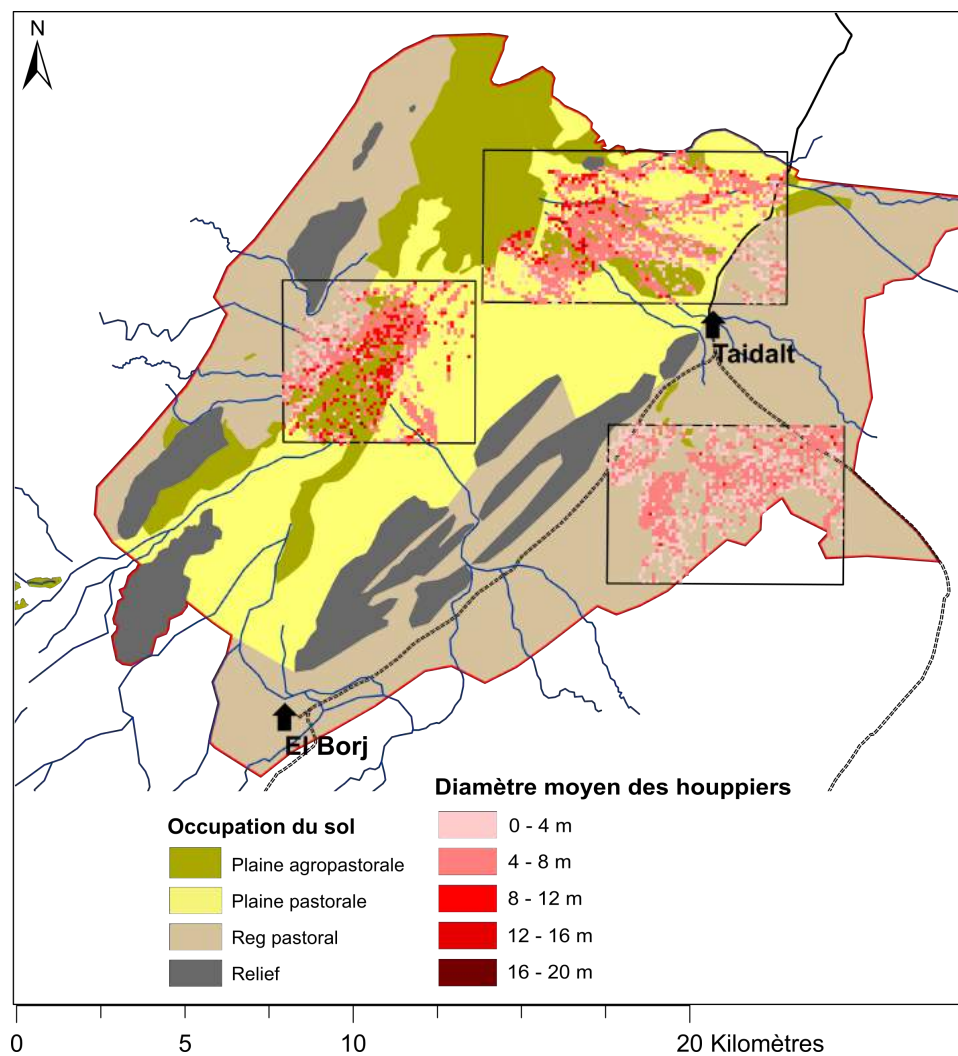 N
Taidalt
El Borj
Diamètre moyen des houppiers
0 - 4 m
4 - 8 m
8 - 12 m
12 - 16 m
16 - 20 m
Occupation du sol
Plaine agropastorale
Plaine pastorale
Reg pastoral
Relief
0 5 10 20 Kilomètres